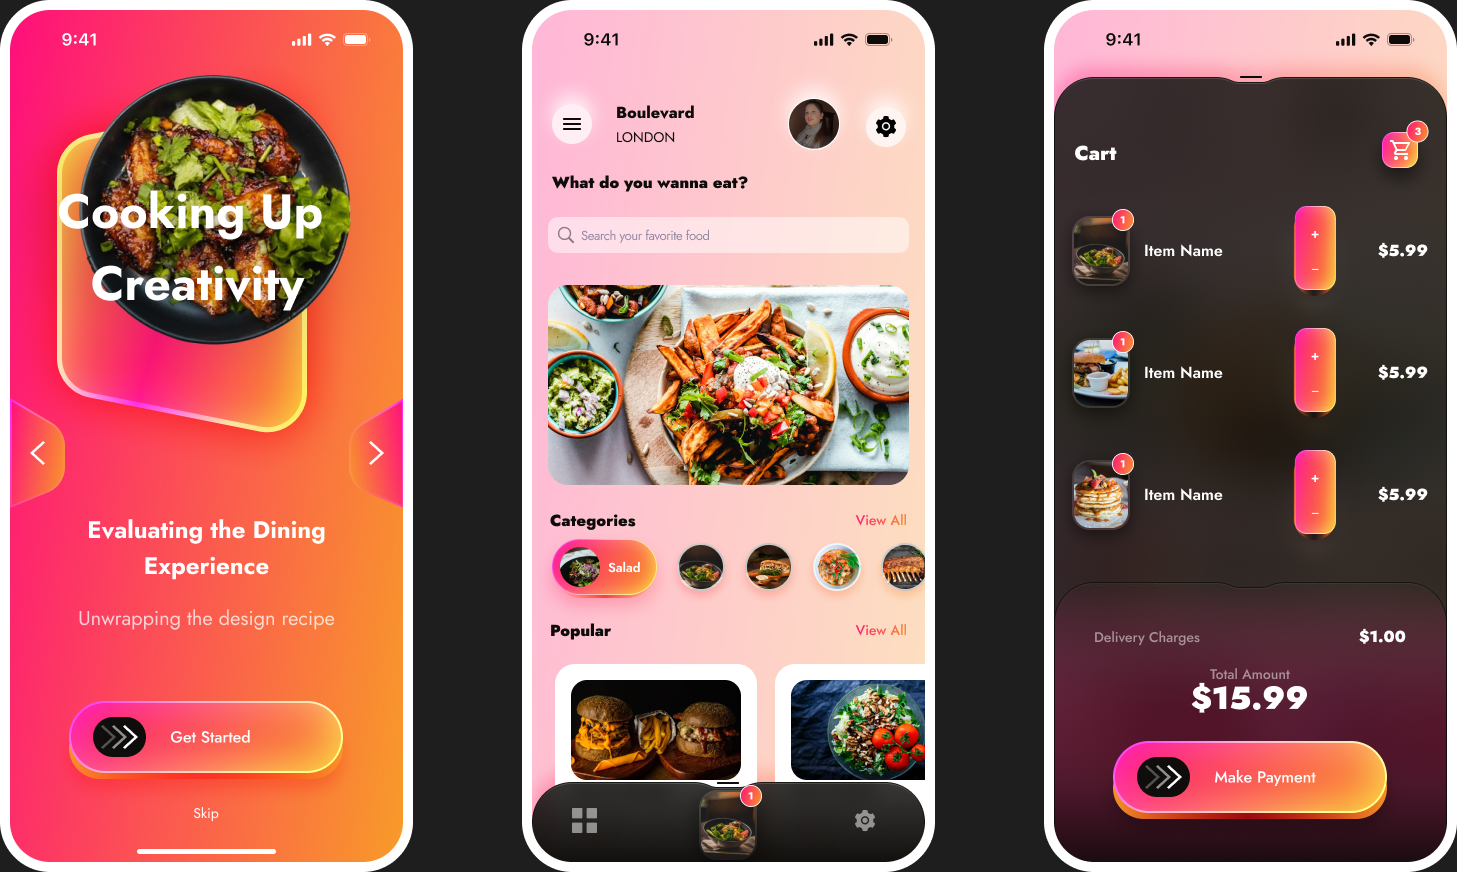 9:41
Cooking Up
Creativity
Evaluating the Dining
Experience
Unwrapping the design recipe
Get Started
Skip
9:41
Boulevard
LONDON
What do you wanna eat?
Search your favorite food
Categories
View All
Salad
Popular
View All
1
9:41
Cart
3
1
Item Name
+
−
$5.99
1
Item Name
+
−
$5.99
1
Item Name
+
−
$5.99
Delivery Charges
$1.00
Total Amount
$15.99
Make Payment